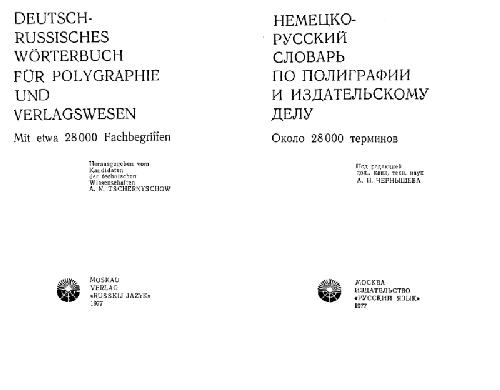 DEUTSCH-
RUSSISCHES
WÖRTERBUCH
FÜR POLYGRAPHIE
UND
VERLAGSWESEN
Mit etwa 28000 Fachbegriffen
Herausgegeben vom
Kandidaten
der technischen
Wissenschaften
A. N. TSCHERNYSCHOW
MOSKAU
VERLAG
«RUSSKIJ JAZYK»
1977
НЕМЕЦКО-
РУССКИЙ
СЛОВАРЬ
ПО ПОЛИГРАФИИ
И ИЗДАТЕЛЬСКОМУ
ДЕЛУ
Около 28000 терминов
Под редакцией
канд. техн. наук
А. Н. ЧЕРНЫШЕВА
МОСКВА
ИЗДАТЕЛЬСТВО
«РУССКИЙ ЯЗЫК»
1977